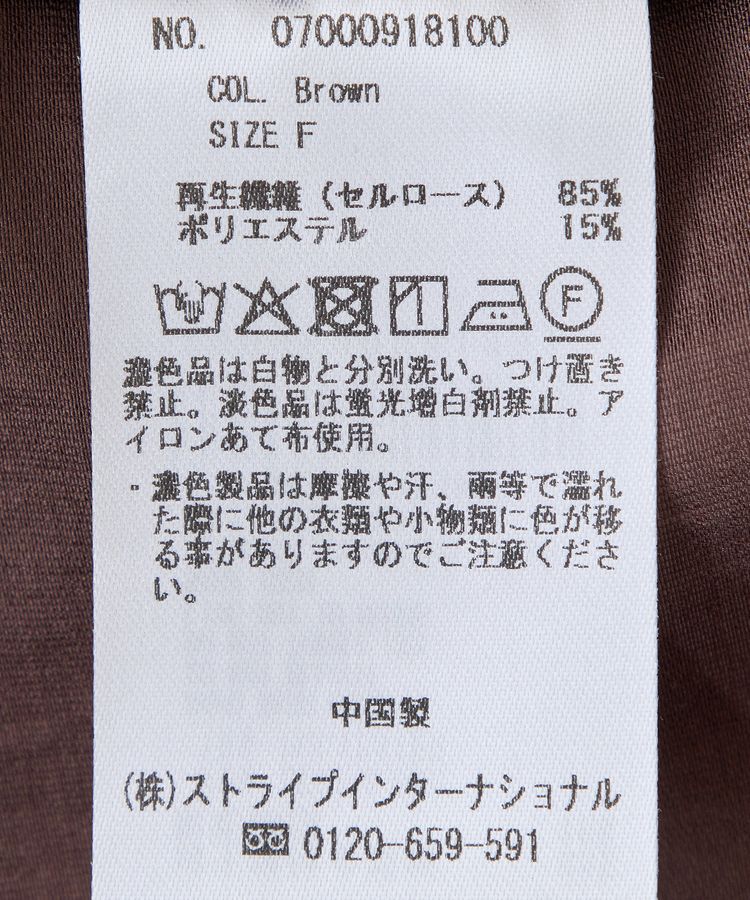 NO. 07000918100
COL. Brown
SIZE F
再生繊維(セルロース) 85%
ポリエステル 15%
F
濃色品は白物と分別洗い。つけ置き
禁止。淡色品は蛍光増白剤禁止。ア
イロンあて布使用。
・濃色製品は摩擦や汗、雨等で濡れ
た際に他の衣類や小物類に色が移
る事がありますのでご注意くださ
い。
中国製
(株)ストライプインターナショナル
0120-659-591